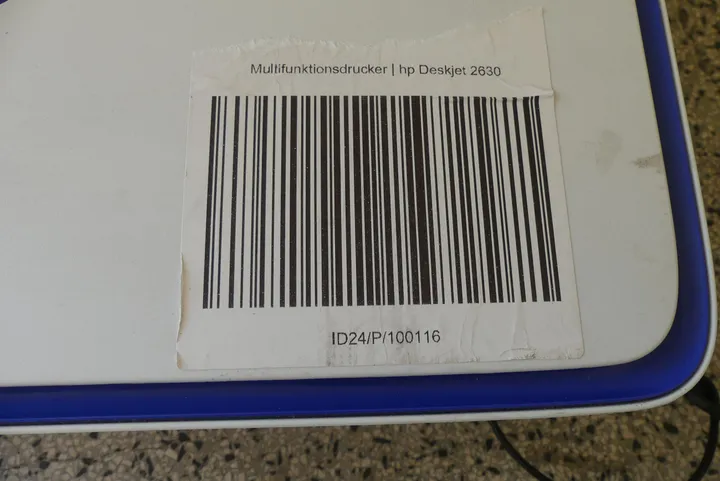 Multifunktionsdrucker | hp Deskjet 2630
ID24/P/100116